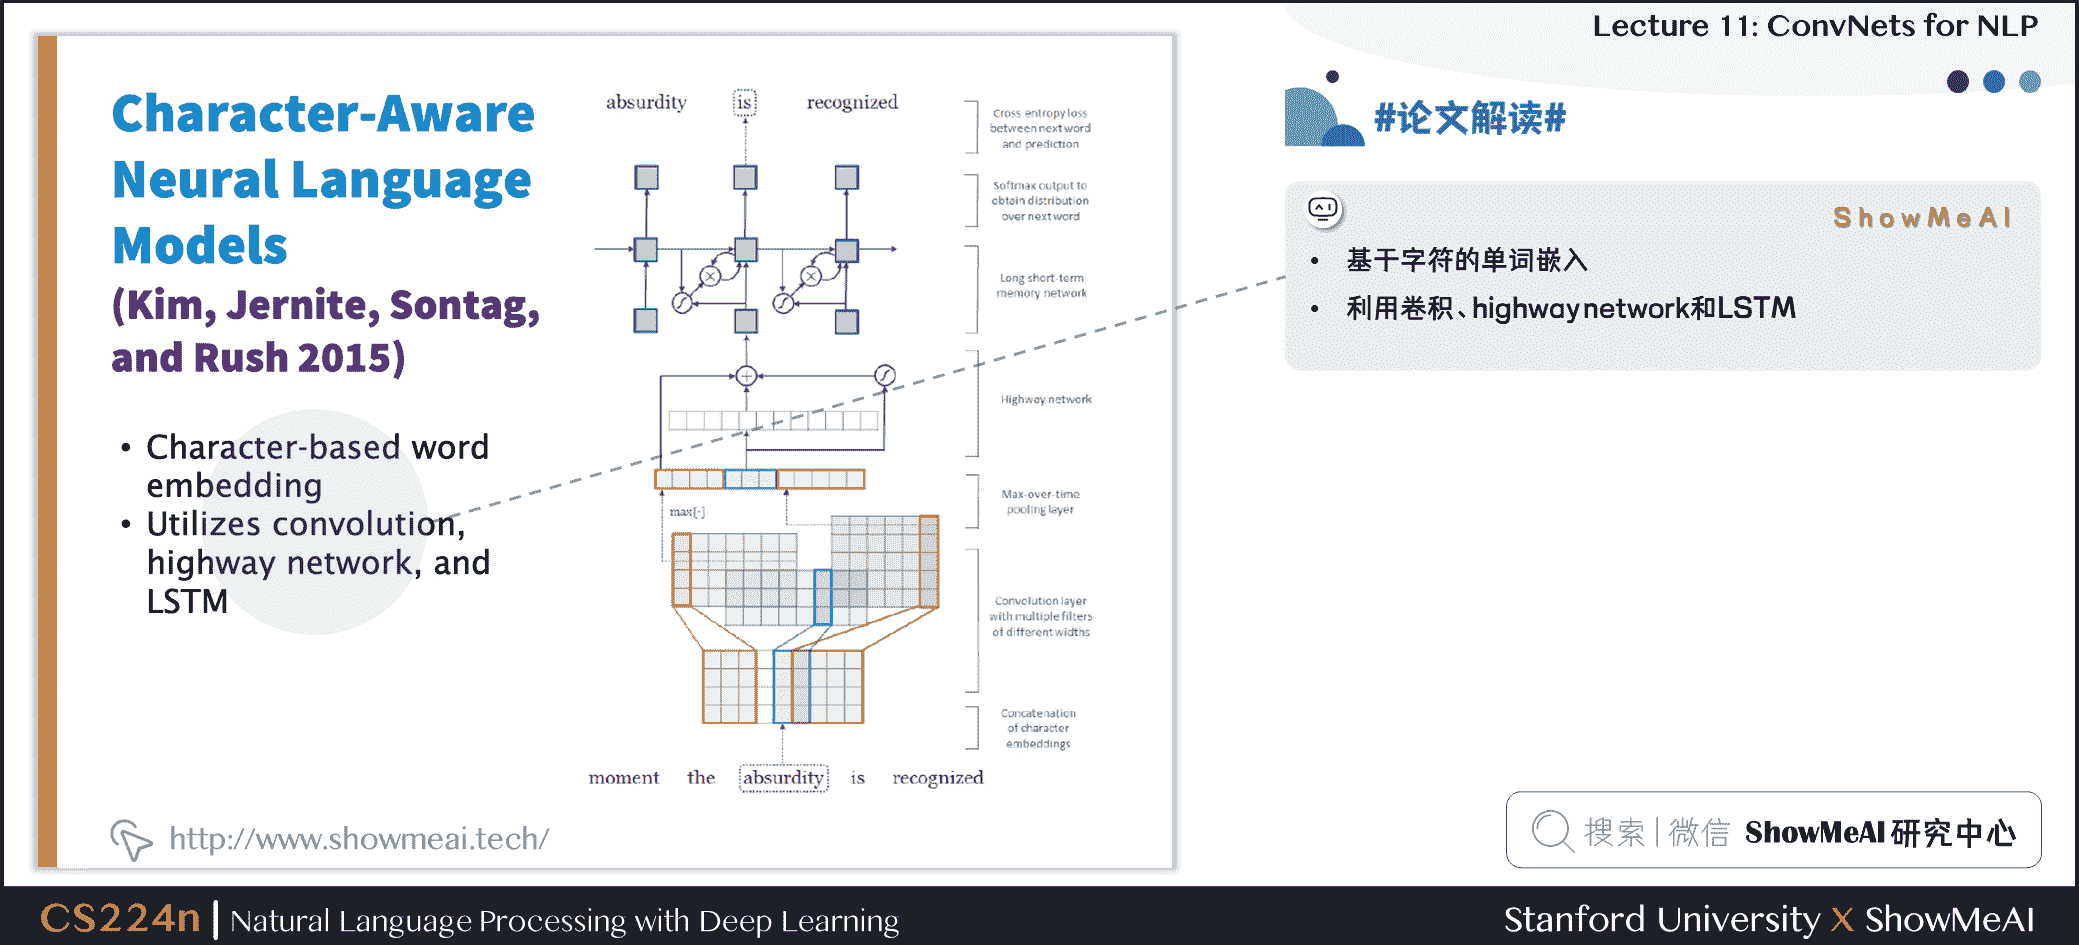 Lecture 11: ConvNets for NLP
Character-Aware
Neural Language
Models
(Kim, Jernite, Sontag,
and Rush 2015)
• Character-based word
embedding
• Utilizes convolution,
highway network, and
LSTM
absurdity is recognized
Cross entropy loss
between next word
and prediction
Softmax output to
obtain distribution
over next word
Long short-term
memory network
Highway network
Max-over-time
pooling layer
max[·]
Convolution layer
with multiple filters
of different widths
Concatenation
of character
embeddings
moment the absurdity is recognized
http://www.showmeai.tech/
#论文解读#
ShowMeAI
• 基于字符的单词嵌入
• 利用卷积、highway network和LSTM
搜索 | 微信 ShowMeAI 研究中心
CS224n | Natural Language Processing with Deep Learning
Stanford University X ShowMeAI